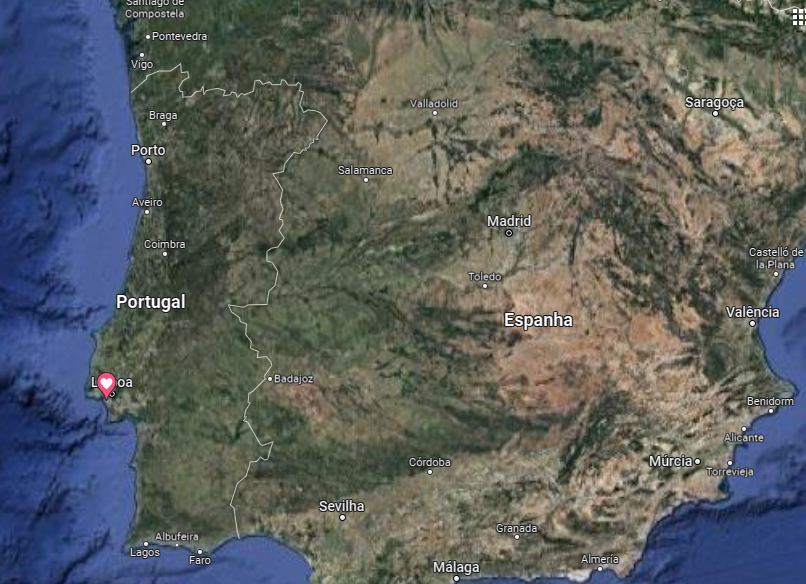 Santiago de
Compostela
Pontevedra
Vigo
Braga
Valladolid
Saragoça
Porto
Salamanca
Aveiro
Madrid
Coimbra
Castelló de
la Plana
Toledo
Portugal
Espanha
València
Badajoz
Benidorm
Alicante
Córdoba
Múrcia
Torrevieja
Sevilha
Granada
Albufeira
Lagos
Faro
Málaga
Almería